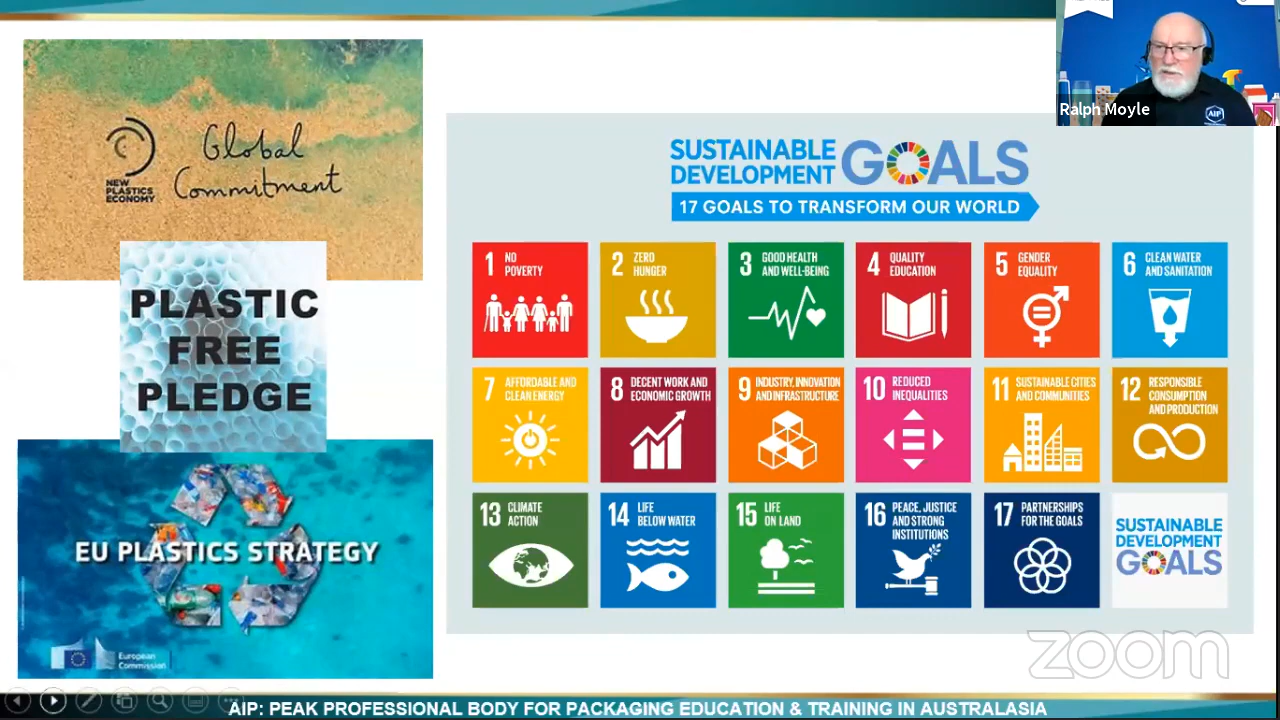 Global
Commitment
NEW
PLASTICS
ECONOMY
PLASTIC
FREE
PLEDGE
EU PLASTICS STRATEGY
European
Commission
SUSTAINABLE
DEVELOPMENT
GOALS
17 GOALS TO TRANSFORM OUR WORLD
1 NO
POVERTY
2 ZERO
HUNGER
3 GOOD HEALTH
AND WELL-BEING
4 QUALITY
EDUCATION
5 GENDER
EQUALITY
6 CLEAN WATER
AND SANITATION
7 AFFORDABLE AND
CLEAN ENERGY
8 DECENT WORK AND
ECONOMIC GROWTH
9 INDUSTRY, INNOVATION
AND INFRASTRUCTURE
10 REDUCED
INEQUALITIES
11 SUSTAINABLE CITIES
AND COMMUNITIES
12 RESPONSIBLE
CONSUMPTION
AND PRODUCTION
13 CLIMATE
ACTION
14 LIFE
BELOW WATER
15 LIFE
ON LAND
16 PEACE, JUSTICE
AND STRONG
INSTITUTIONS
17 PARTNERSHIPS
FOR THE GOALS
SUSTAINABLE
DEVELOPMENT
GOALS
Ralph Moyle
AIP
zoom
AIP: PEAK PROFESSIONAL BODY FOR PACKAGING EDUCATION & TRAINING IN AUSTRALASIA